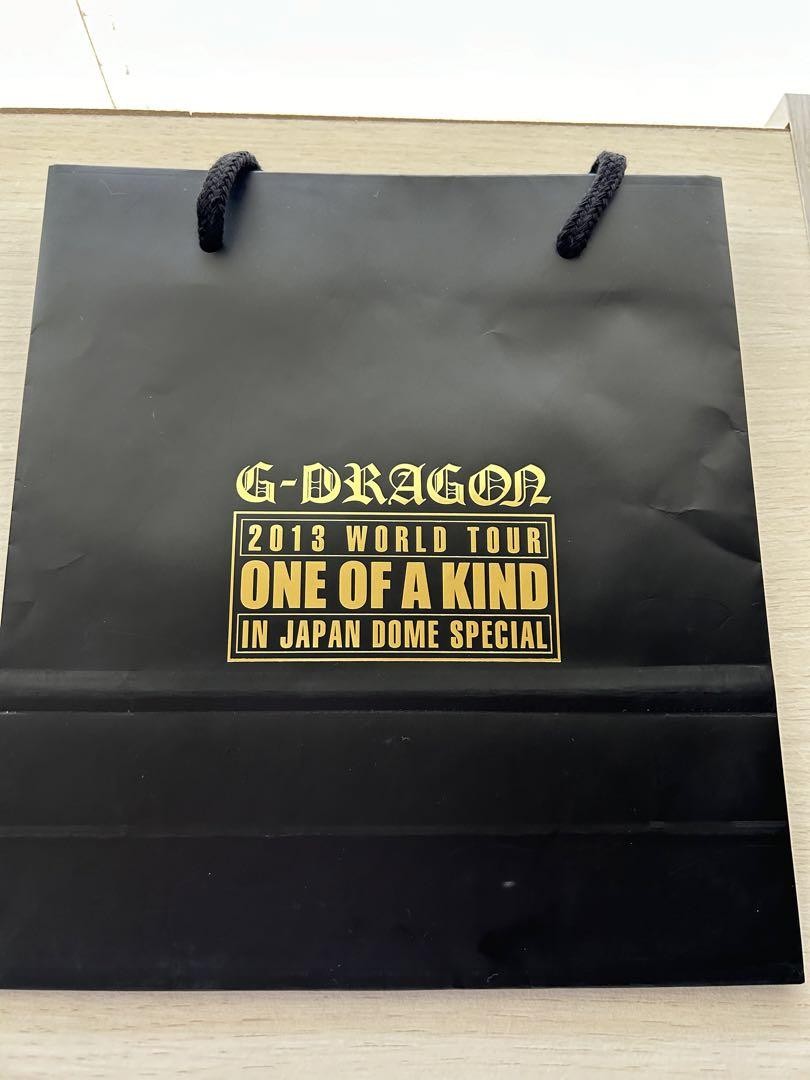 G-DRAGON
2013 WORLD TOUR
ONE OF A KIND
IN JAPAN DOME SPECIAL